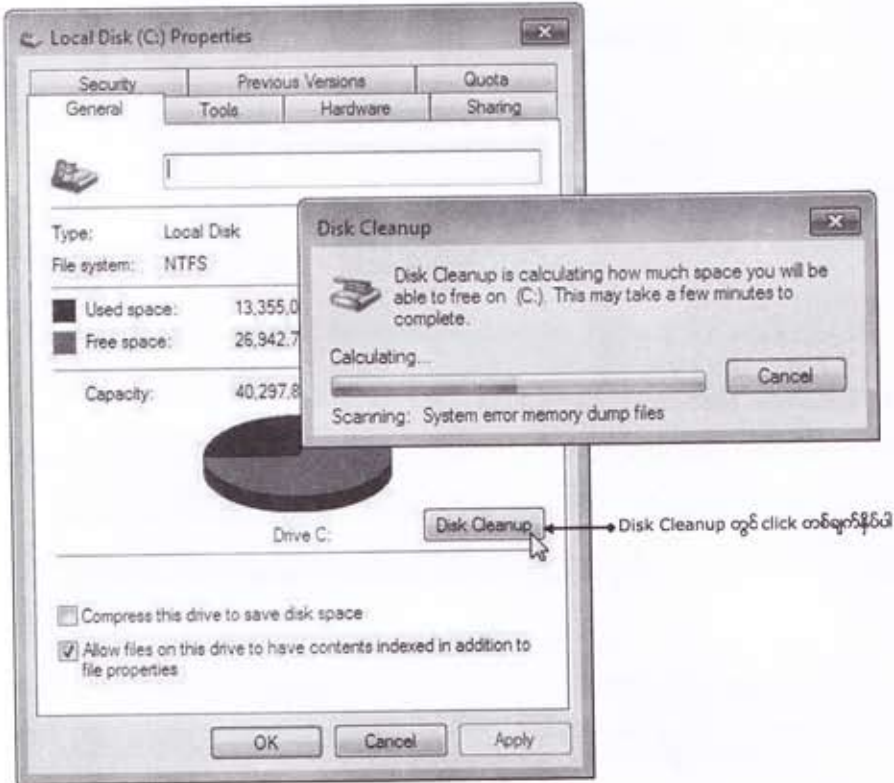 Local Disk (C:) Properties
Security Previous Versions Quota
General Tools Hardware Sharing
Type: Local Disk
File system: NTFS
Used space: 13,355,0
Free space: 26,942,7
Capacity: 40,297,8
Drive C:
Disk Cleanup
Disk Cleanup တွင် click တစ်ချက်နှိပ်ပါ
Compress this drive to save disk space
Allow files on this drive to have contents indexed in addition to
file properties
OK Cancel Apply
Disk Cleanup
Disk Cleanup is calculating how much space you will be
able to free on (C:). This may take a few minutes to
complete.
Calculating...
Cancel
Scanning: System error memory dump files